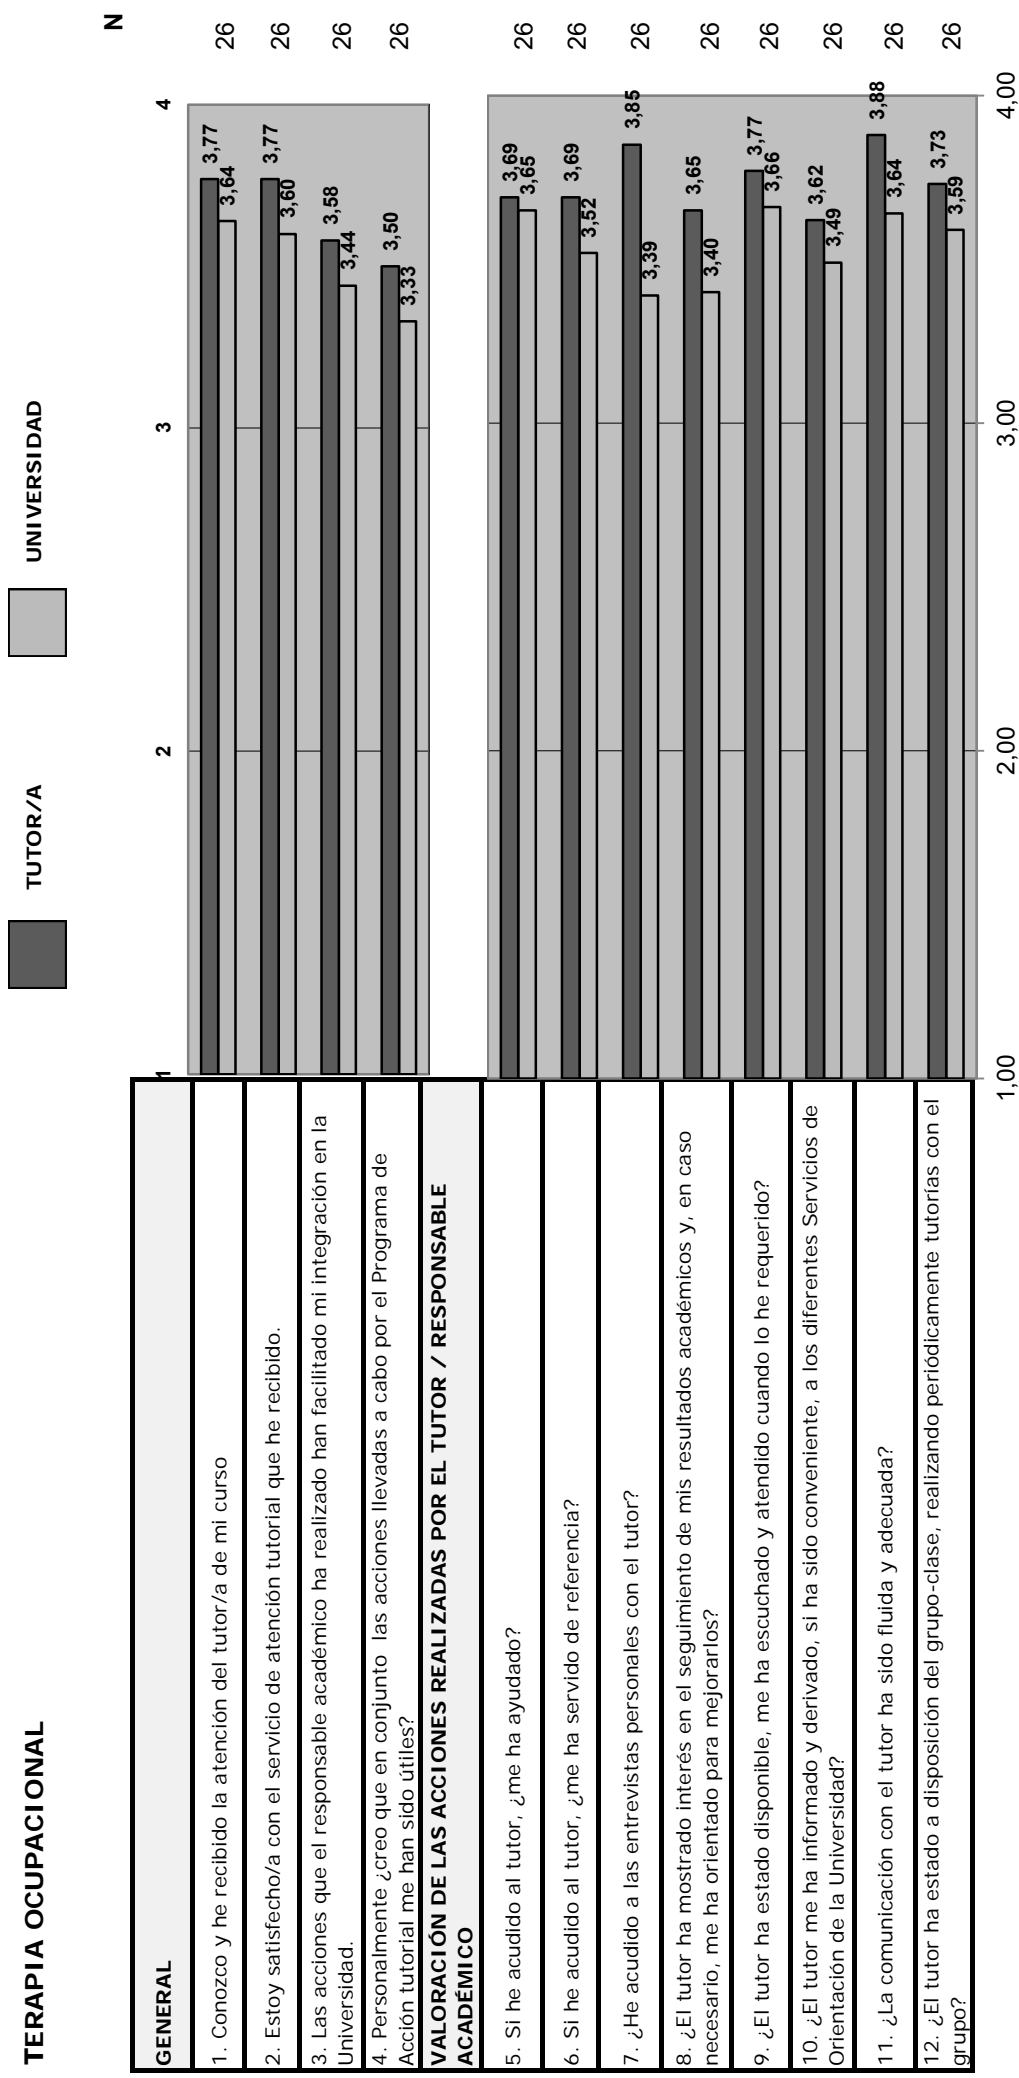 TERAPIA OCUPACIONAL
TUTOR/A
UNIVERSIDAD
N
GENERAL
1
2
3
4
1. Conozco y he recibido la atención del tutor/a de mi curso
3,77
3,64
26
2. Estoy satisfecho/a con el servicio de atención tutorial que he recibido.
3,77
3,60
26
3. Las acciones que el responsable académico ha realizado han facilitado mi integración en la
Universidad.
3,58
3,44
26
4. Personalmente ¿creo que en conjunto las acciones llevadas a cabo por el Programa de
Acción tutorial me han sido útiles?
3,50
3,33
26
VALORACIÓN DE LAS ACCIONES REALIZADAS POR EL TUTOR / RESPONSABLE
ACADÉMICO
5. Si he acudido al tutor, ¿me ha ayudado?
3,69
3,65
26
6. Si he acudido al tutor, ¿me ha servido de referencia?
3,69
3,52
26
7. ¿He acudido a las entrevistas personales con el tutor?
3,85
3,39
26
8. ¿El tutor ha mostrado interés en el seguimiento de mis resultados académicos y, en caso
necesario, me ha orientado para mejorarlos?
3,65
3,40
26
9. ¿El tutor ha estado disponible, me ha escuchado y atendido cuando lo he requerido?
3,77
3,66
26
10. ¿El tutor me ha informado y derivado, si ha sido conveniente, a los diferentes Servicios de
Orientación de la Universidad?
3,62
3,49
26
11. ¿La comunicación con el tutor ha sido fluida y adecuada?
3,88
3,64
26
12. ¿El tutor ha estado a disposición del grupo-clase, realizando periódicamente tutorías con el
grupo?
3,73
3,59
26
1,00
2,00
3,00
4,00